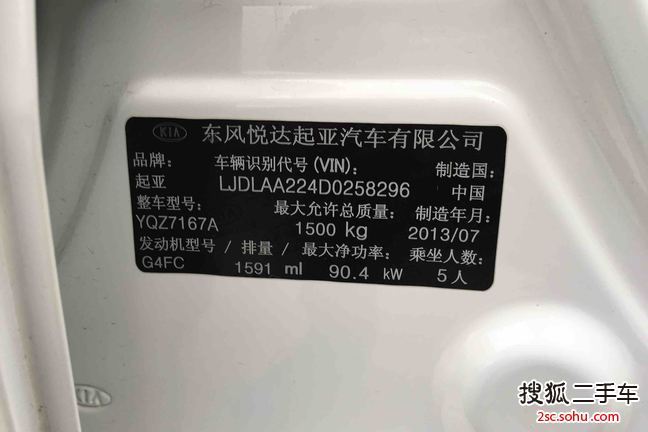 KIA 东风悦达起亚汽车有限公司
品牌: 车辆识别代号(VIN): 制造国:
起亚 LJDLAA224D0258296 中国
整车型号: 最大允许总质量: 制造年月:
YQZ7167A 1500 kg 2013/07
发动机型号/排量/最大净功率: 乘坐人数:
G4FC 1591 ml 90.4 kW 5人
KIA
搜狐二手车
2sc.sohu.com